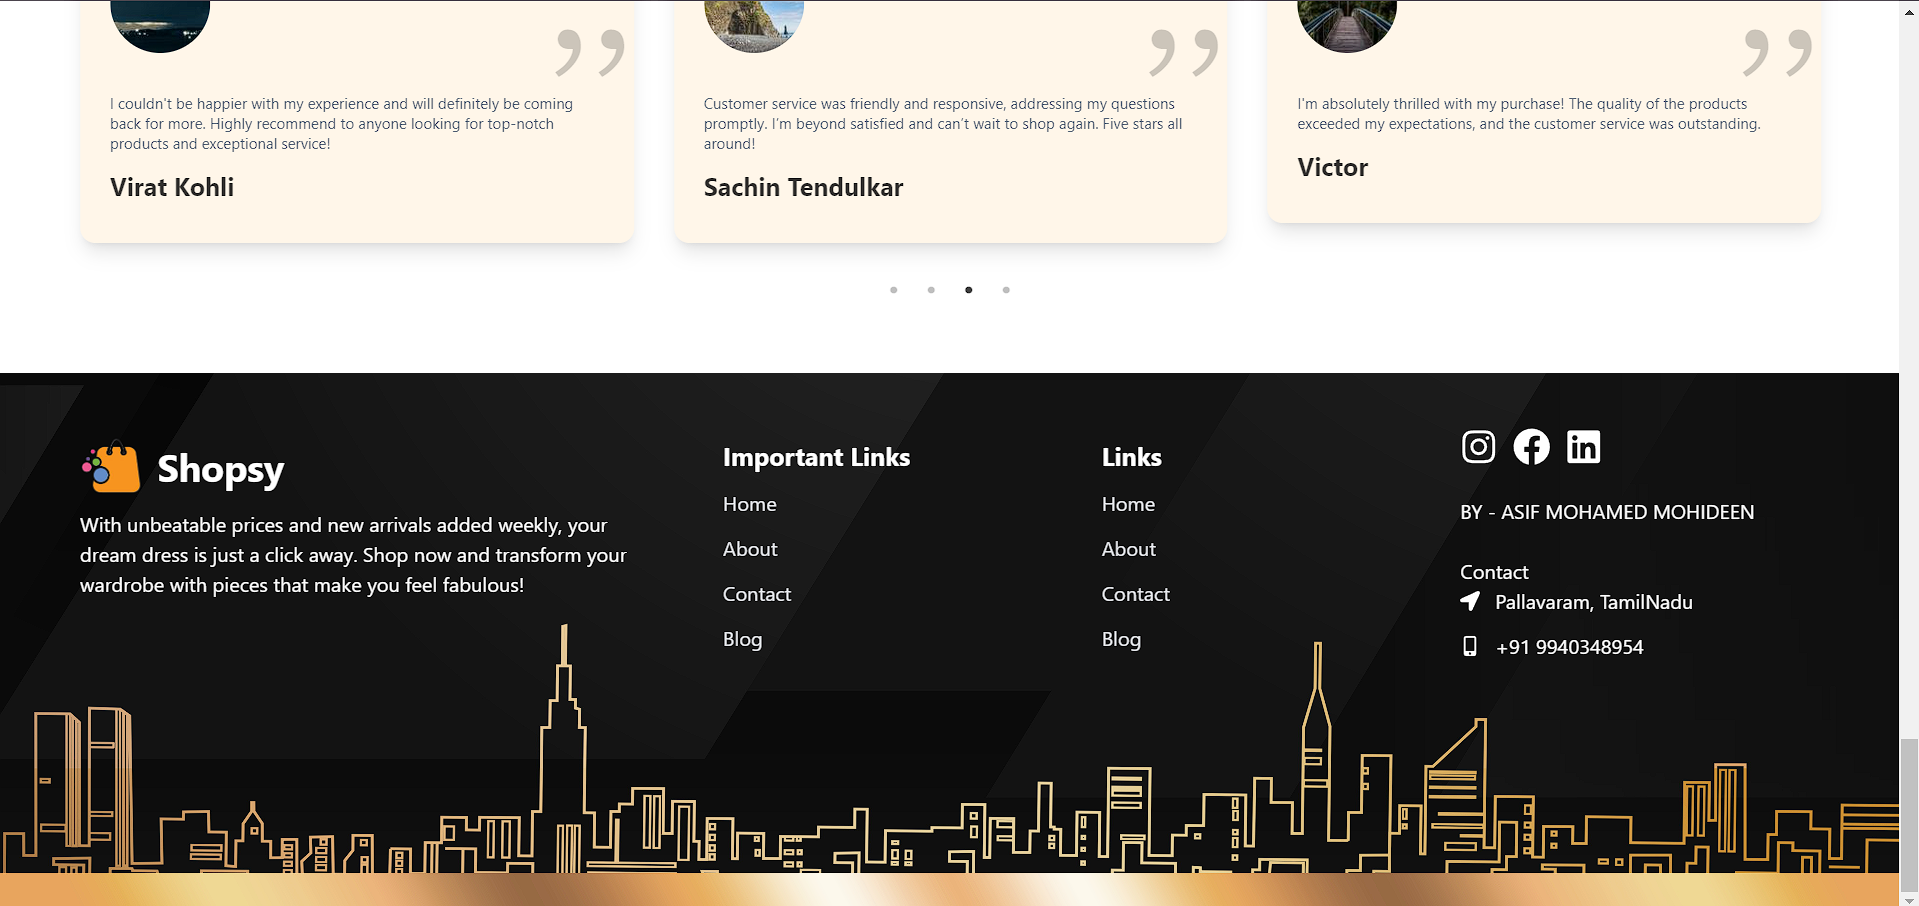 I couldn't be happier with my experience and will definitely be coming
back for more. Highly recommend to anyone looking for top-notch
products and exceptional service!
Virat Kohli
Customer service was friendly and responsive, addressing my questions
promptly. I'm beyond satisfied and can't wait to shop again. Five stars all
around!
Sachin Tendulkar
I'm absolutely thrilled with my purchase! The quality of the products
exceeded my expectations, and the customer service was outstanding.
Victor
Shopsy
With unbeatable prices and new arrivals added weekly, your
dream dress is just a click away. Shop now and transform your
wardrobe with pieces that make you feel fabulous!
Important Links
Home
About
Contact
Blog
Links
Home
About
Contact
Blog
BY - ASIF MOHAMED MOHIDEEN
Contact
Pallavaram, TamilNadu
+91 9940348954